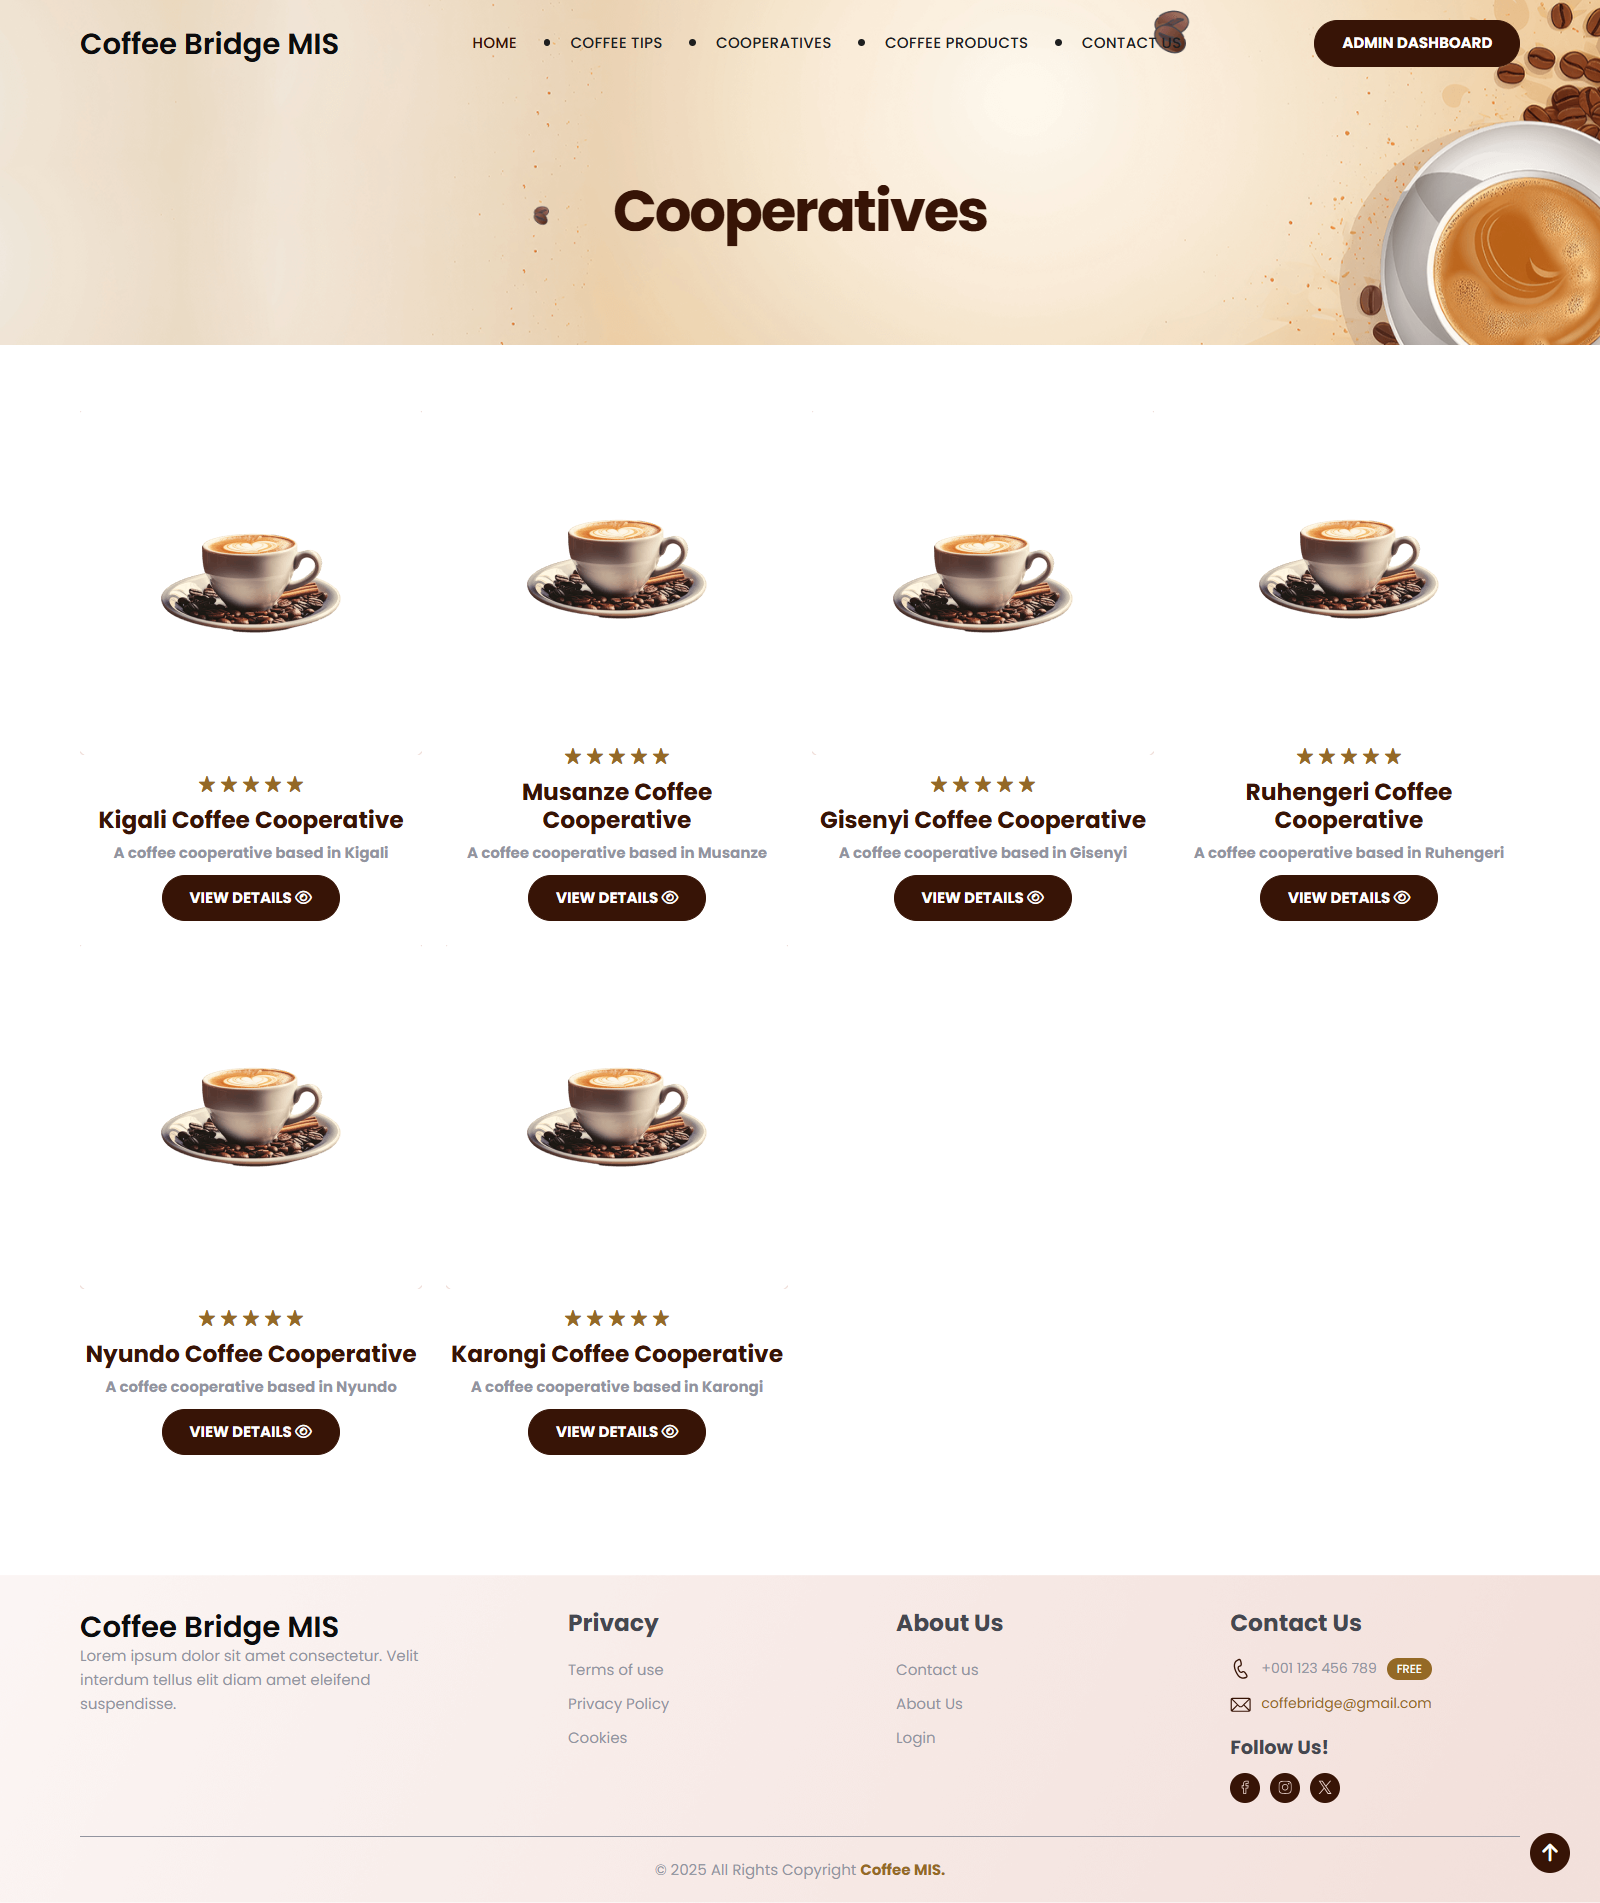 Coffee Bridge MIS
HOME
COFFEE TIPS
COOPERATIVES
COFFEE PRODUCTS
CONTACT US
ADMIN DASHBOARD
Cooperatives
Kigali Coffee Cooperative
A coffee cooperative based in Kigali
VIEW DETAILS
Musanze Coffee
Cooperative
A coffee cooperative based in Musanze
VIEW DETAILS
Gisenyi Coffee Cooperative
A coffee cooperative based in Gisenyi
VIEW DETAILS
Ruhengeri Coffee
Cooperative
A coffee cooperative based in Ruhengeri
VIEW DETAILS
Nyundo Coffee Cooperative
A coffee cooperative based in Nyundo
VIEW DETAILS
Karongi Coffee Cooperative
A coffee cooperative based in Karongi
VIEW DETAILS
Coffee Bridge MIS
Lorem ipsum dolor sit amet consectetur. Velit
interdum tellus elit diam amet eleifend
suspendisse.
Privacy
Terms of use
Privacy Policy
Cookies
About Us
Contact us
About Us
Login
Contact Us
+001 123 456 789 FREE
coffebridge@gmail.com
Follow Us!
© 2025 All Rights Copyright Coffee MIS.